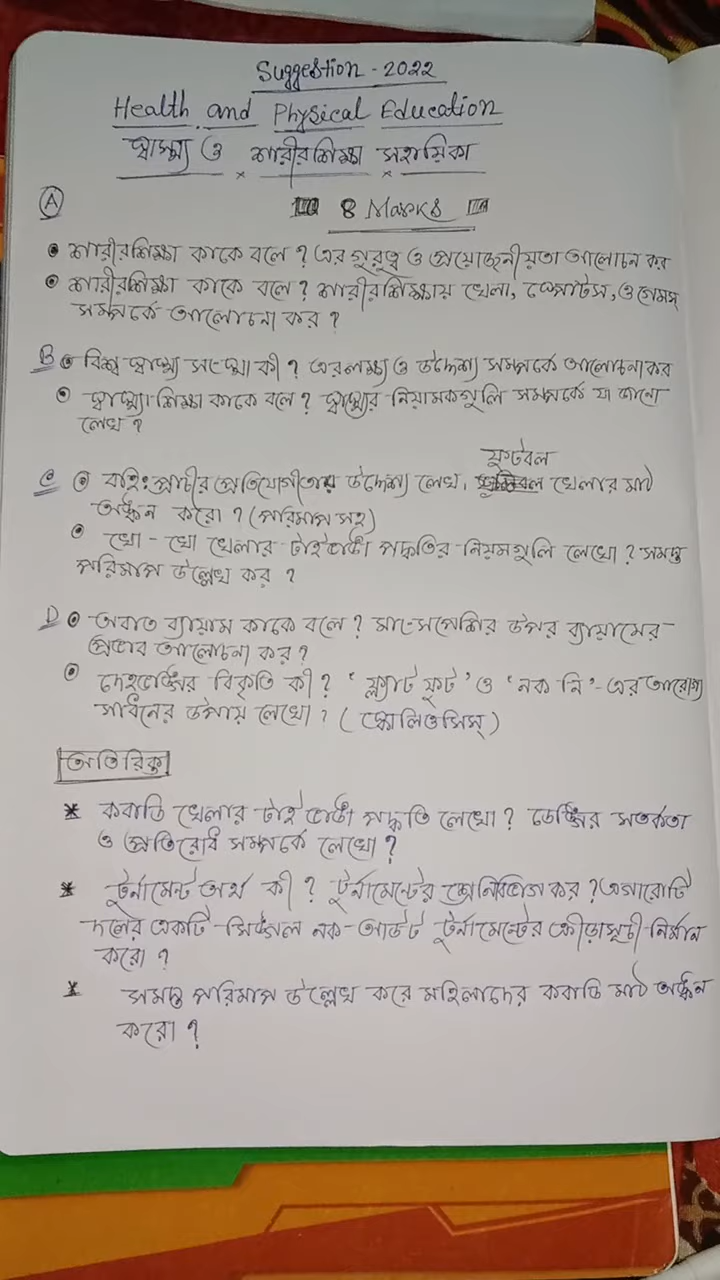 Suggestion - 2022
Health and Physical Education
স্বাস্থ্য ও শারীরশিক্ষা সহায়িকা
A
8 Marks
শারীরশিক্ষা কাকে বলে? এর গুরুত্ব ও প্রয়োজনীয়তা আলোচনা কর
শারীরশিক্ষা কাকে বলে? শারীরশিক্ষায় খেলা, স্পোর্টস, ও গেমস্
সম্পর্কে আলোচনা কর?
B বিশ্ব স্বাস্থ্য সংস্থা কী? এর লক্ষ্য ও উদ্দেশ্য সম্পর্কে আলোচনা কর
স্বাস্থ্যশিক্ষা কাকে বলে? স্বাস্থ্যের নিয়ামকগুলি সম্পর্কে যা জানো
লেখ?
ফুটবল
C বহিঃপ্রাচীর প্রতিযোগীতার উদ্দেশ্য লেখ, খেলার মাঠ
অঙ্কন করো? (পরিমাপ সহ)
খো-খো খেলার টাইভাঙ্গা পদ্ধতির নিয়মগুলি লেখো? সমস্ত
পরিমাপ উল্লেখ কর?
D অবাত ব্যায়াম কাকে বলে? মাংসপেশির উপর ব্যায়ামের
প্রভাব আলোচনা কর?
দেহভঙ্গির বিকৃতি কী? 'ফ্ল্যাট ফুট' ও 'নক নি'-এর আরোগ্য
সাধনের উপায় লেখো? (স্কোলিওসিস্)
অতিরিক্ত
* কবাডি খেলার টাইভাঙ্গা পদ্ধতি লেখো? ডেঙ্গির সতর্কতা
ও প্রতিরোধ সম্পর্কে লেখো?
* টুর্নামেন্ট অর্থ কী? টুর্নামেন্টের শ্রেনিবিভাগ কর? এগারোটি
দলের একটি সিঙ্গেল নক-আউট টুর্নামেন্টের ক্রীড়াসূচী নির্মান
করো?
* সমস্ত পরিমাপ উল্লেখ করে মহিলাদের কবাডি মাঠ অঙ্কন
করো?